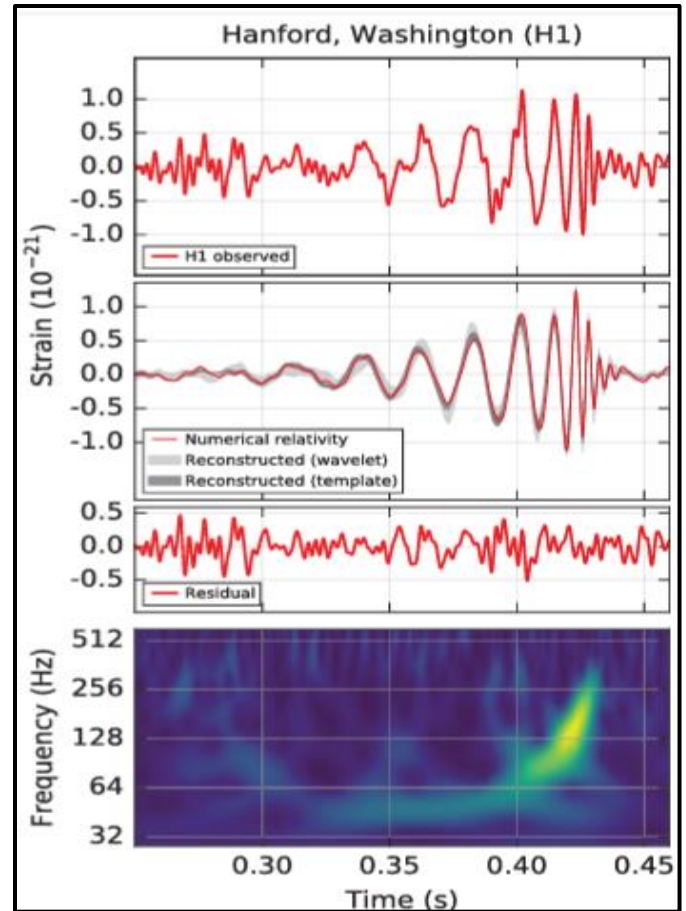 Hanford, Washington (H1)
1.0
0.5
0.0
-0.5
-1.0
H1 observed
Strain (10⁻²¹)
1.0
0.5
0.0
-0.5
-1.0
Numerical relativity
Reconstructed (wavelet)
Reconstructed (template)
0.5
0.0
-0.5
Residual
Frequency (Hz)
512
256
128
64
32
0.30 0.35 0.40 0.45
Time (s)